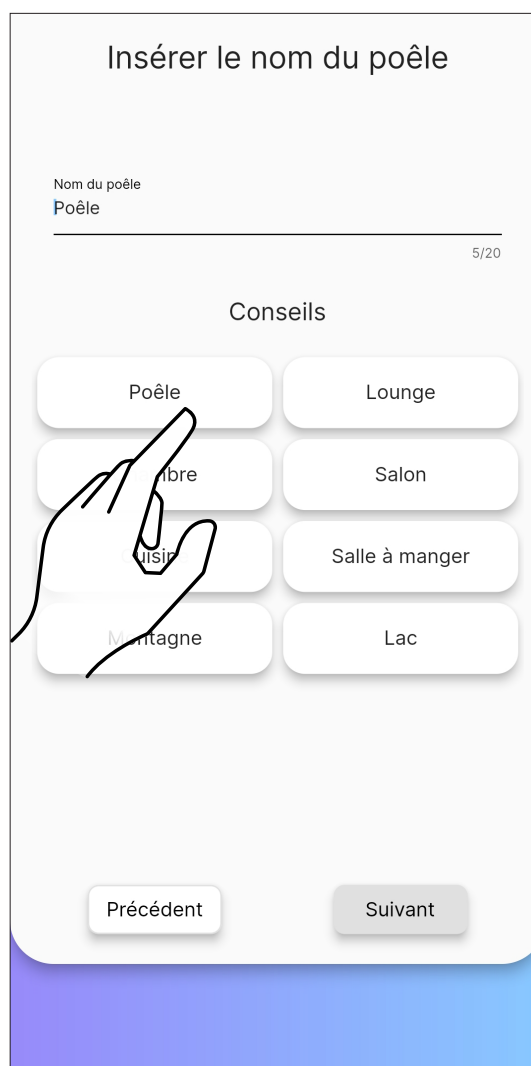 Insérer le nom du poêle
Nom du poêle
Poêle
5/20
Conseils
Poêle
Lounge
Salon
Salle à manger
Montagne
Lac
Précédent
Suivant